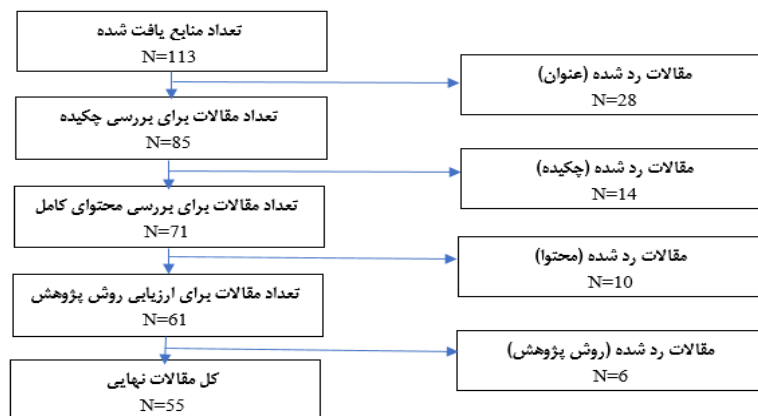 تعداد منابع یافت شده
N=113
مقالات رد شده (عنوان)
N=28
تعداد مقالات برای بررسی چکیده
N=85
مقالات رد شده (چکیده)
N=14
تعداد مقالات برای بررسی محتوای کامل
N=71
مقالات رد شده (محتوا)
N=10
تعداد مقالات برای ارزیابی روش پژوهش
N=61
مقالات رد شده (روش پژوهش)
N=6
کل مقالات نهایی
N=55